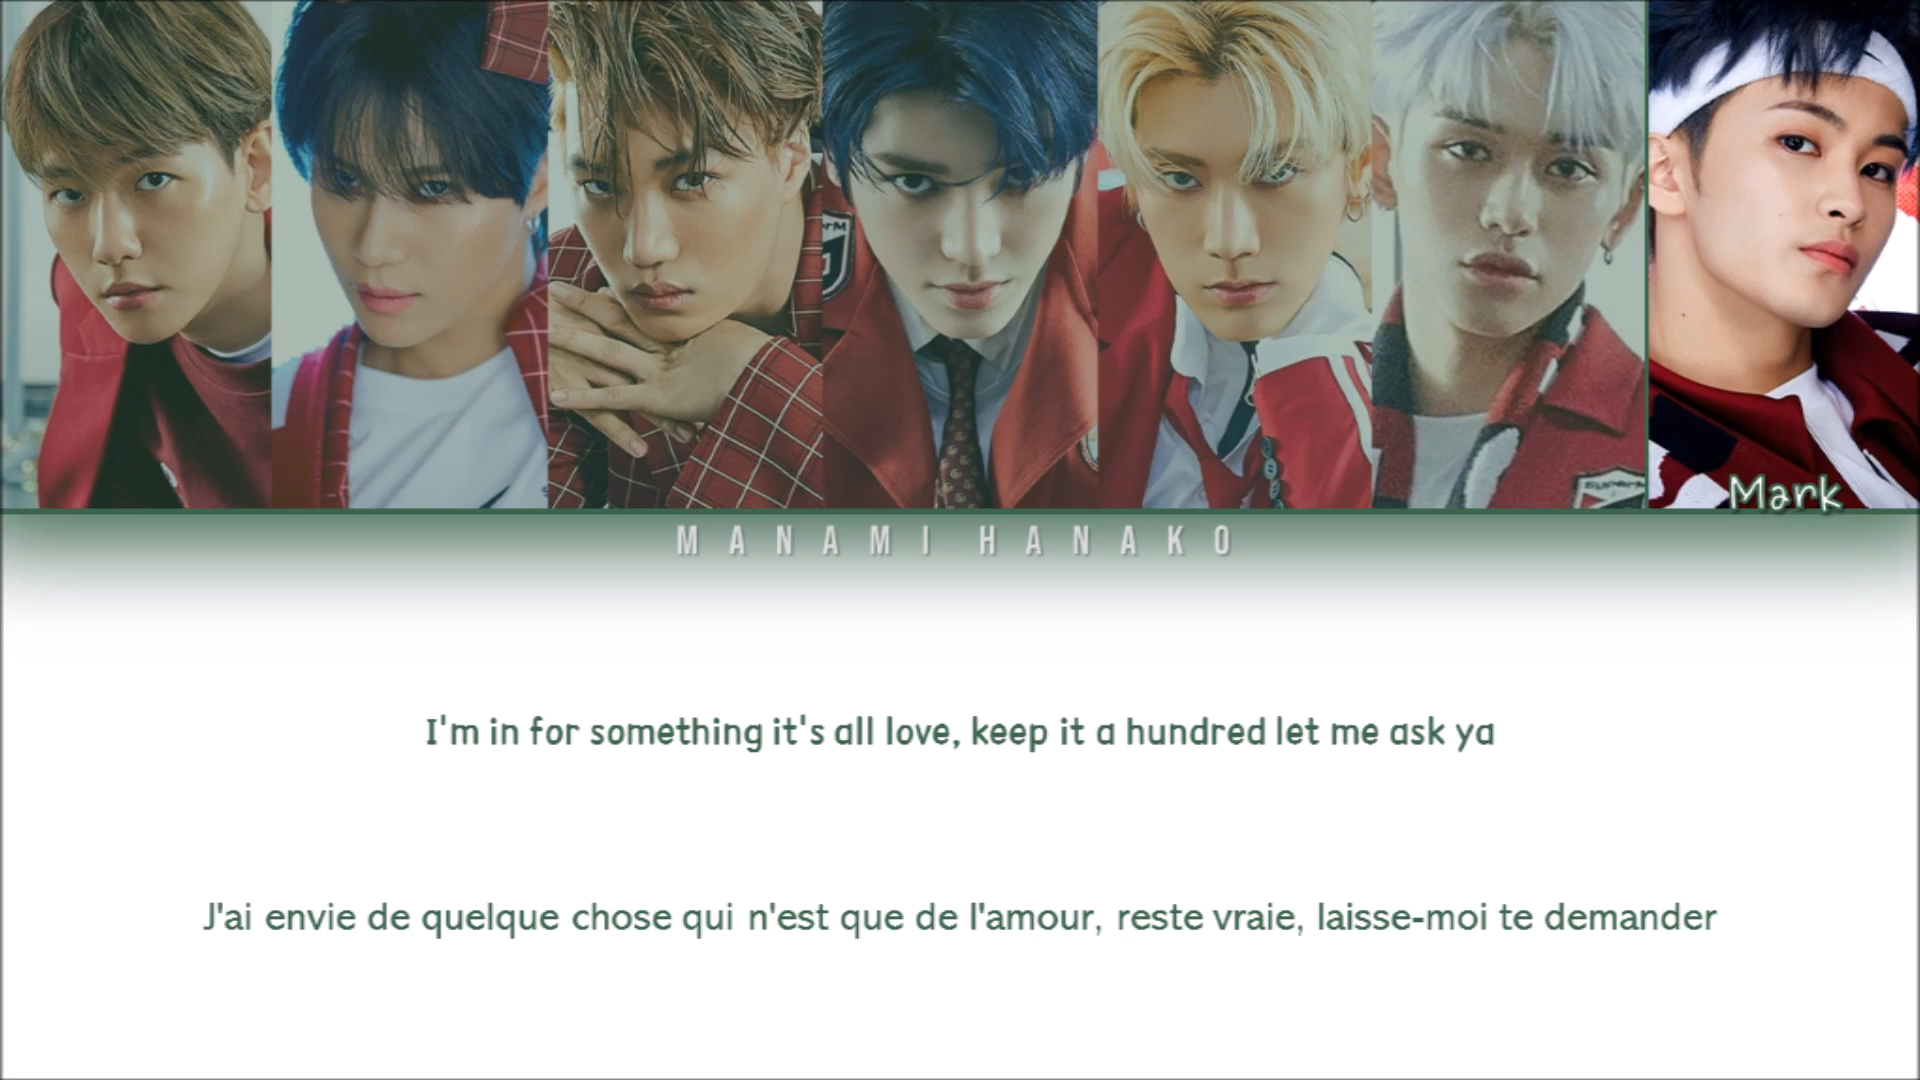 Mark
MANAMI HANAKO
I'm in for something it's all love, keep it a hundred let me ask ya
J'ai envie de quelque chose qui n'est que de l'amour, reste vraie, laisse-moi te demander